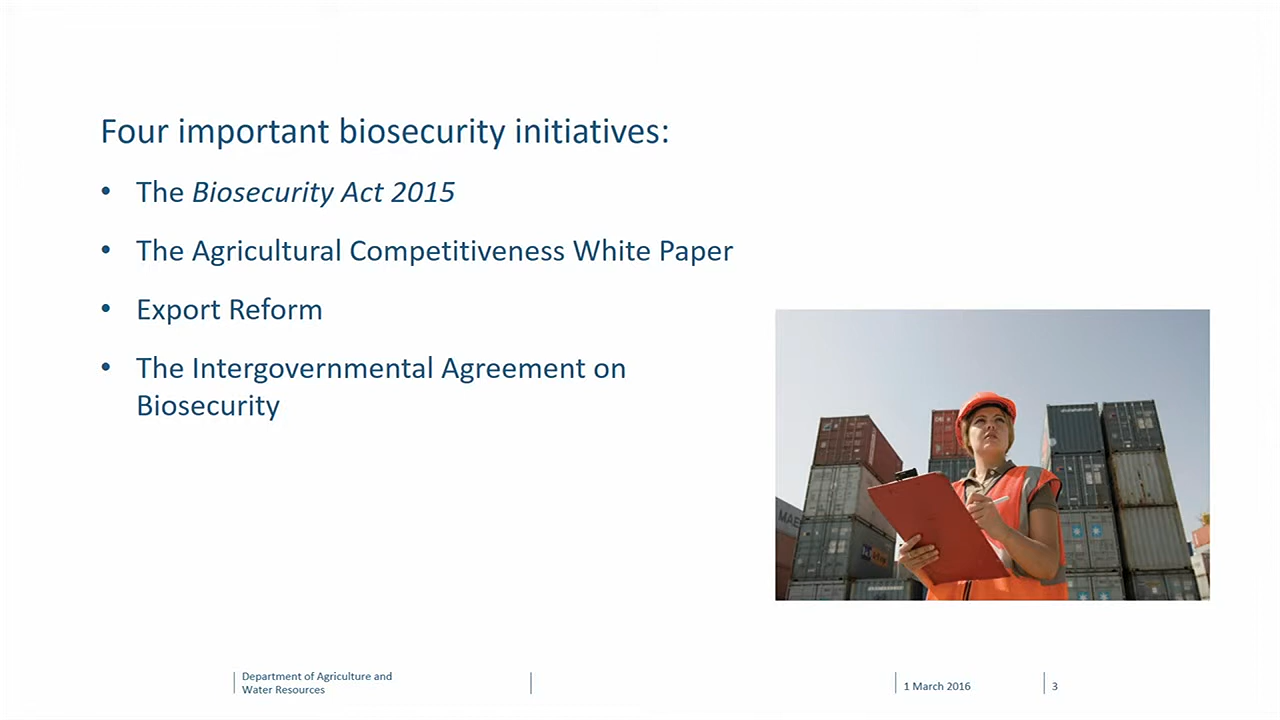 Four important biosecurity initiatives:
• The Biosecurity Act 2015
• The Agricultural Competitiveness White Paper
• Export Reform
• The Intergovernmental Agreement on
Biosecurity
Department of Agriculture and
Water Resources
1 March 2016
3